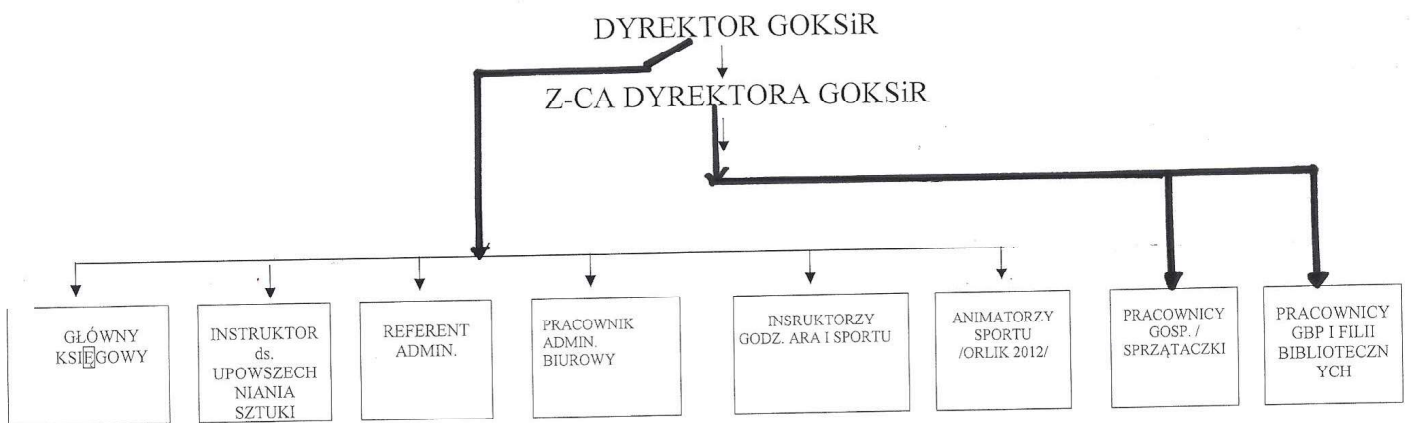 DYREKTOR GOKSiR
Z-CA DYREKTORA GOKSiR
GŁÓWNY
KSIĘGOWY
INSTRUKTOR
ds.
UPOWSZECH
NIANIA
SZTUKI
REFERENT
ADMIN.
PRACOWNIK
ADMIN.
BIUROWY
INSRUKTORZY
GODZ. ARA I SPORTU
ANIMATORZY
SPORTU
/ORLIK 2012/
PRACOWNICY
GOSP. /
SPRZĄTACZKI
PRACOWNICY
GBP I FILII
BIBLIOTECZN
YCH